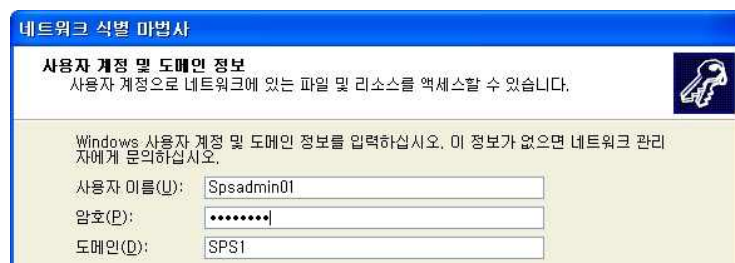 네트워크 식별 마법사
사용자 계정 및 도메인 정보
사용자 계정으로 네트워크에 있는 파일 및 리소스를 액세스할 수 있습니다.
Windows 사용자 계정 및 도메인 정보를 입력하십시오. 이 정보가 없으면 네트워크 관리
자에게 문의하십시오.
사용자 이름(U): Spsadmin01
암호(P): ••••••••
도메인(D): SPS1